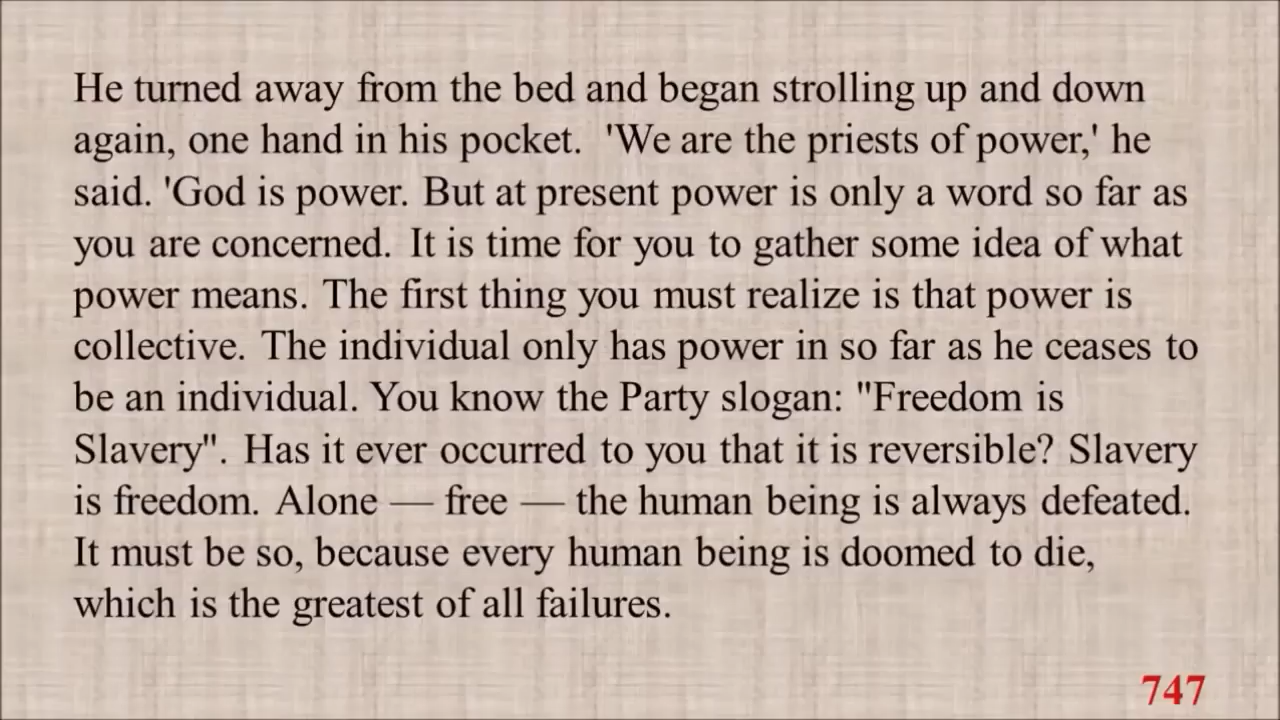 He turned away from the bed and began strolling up and down
again, one hand in his pocket.  'We are the priests of power,' he
said. 'God is power. But at present power is only a word so far as
you are concerned. It is time for you to gather some idea of what
power means. The first thing you must realize is that power is
collective. The individual only has power in so far as he ceases to
be an individual. You know the Party slogan: "Freedom is
Slavery". Has it ever occurred to you that it is reversible? Slavery
is freedom. Alone — free — the human being is always defeated.
It must be so, because every human being is doomed to die,
which is the greatest of all failures.
747